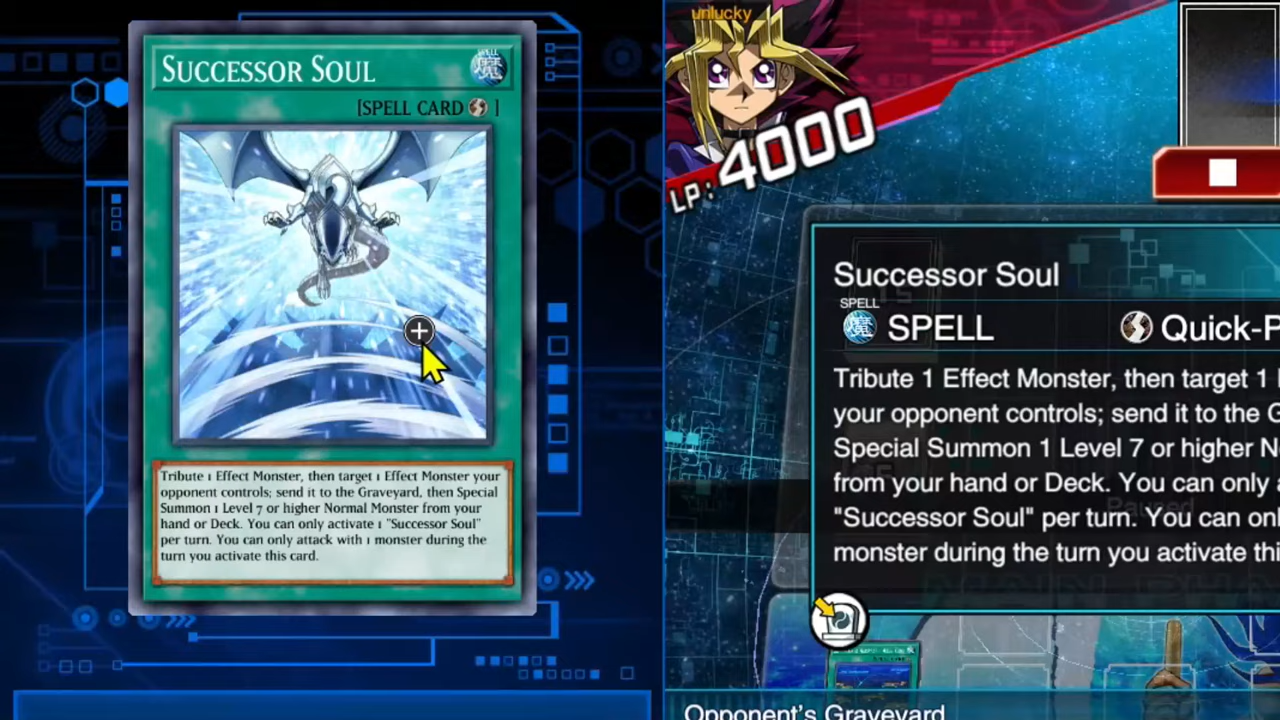 SUCCESSOR SOUL
SPELL
魔
[SPELL CARD ]
Tribute 1 Effect Monster, then target 1 Effect Monster your
opponent controls; send it to the Graveyard, then Special
Summon 1 Level 7 or higher Normal Monster from your
hand or Deck. You can only activate 1 "Successor Soul"
per turn. You can only attack with 1 monster during the
turn you activate this card.
unlucky
LP: 4000
Successor Soul
SPELL
魔 SPELL Quick-P
Tribute 1 Effect Monster, then target 1
your opponent controls; send it to the G
Special Summon 1 Level 7 or higher No
from your hand or Deck. You can only a
"Successor Soul" per turn. You can onl
monster during the turn you activate thi
Paused
Opponent's Graveyard